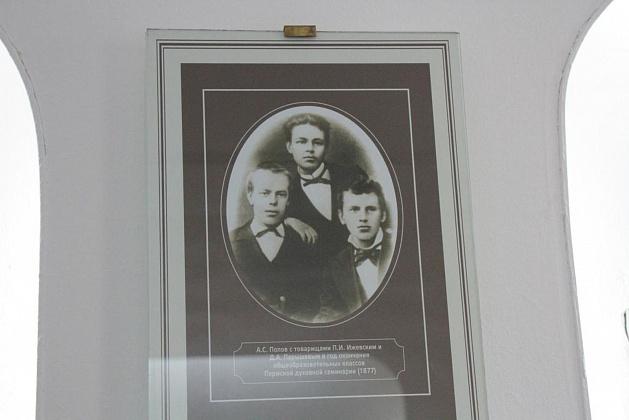 А.С. Попов с товарищами П.И. Ижевским и
Д.А. Парышевым в год окончания
общеобразовательных классов
Пермской духовной семинарии (1877)